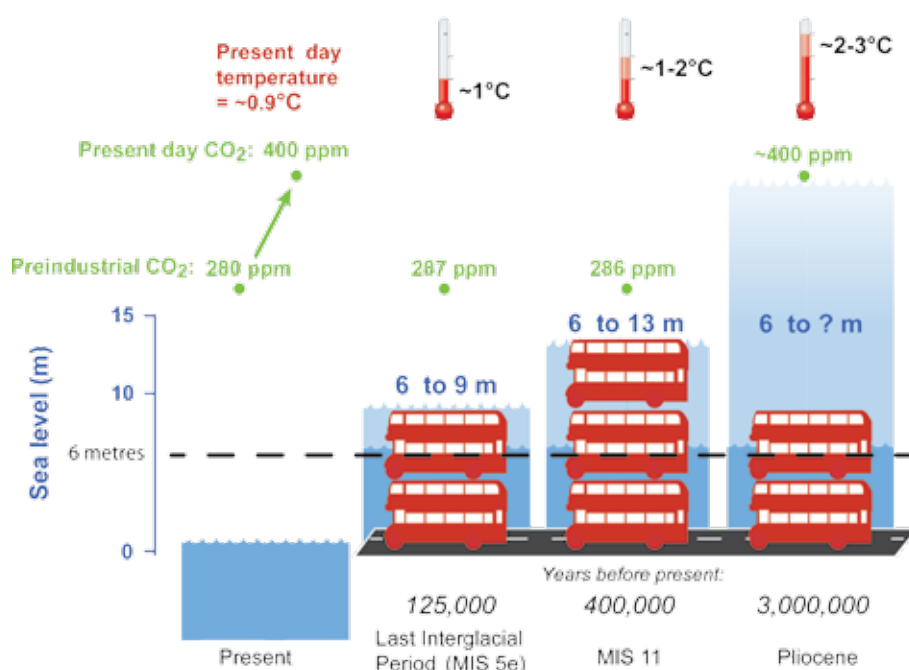 Present day
temperature
= ~0.9°C
~1°C
~1-2°C
~2-3°C
Present day CO₂: 400 ppm
~400 ppm
Preindustrial CO₂: 280 ppm
287 ppm
286 ppm
Sea level (m)
15
10
6 metres
0
6 to 9 m
6 to 13 m
6 to ? m
Years before present:
125,000
400,000
3,000,000
Present
Last Interglacial
Period (MIS 5e)
MIS 11
Pliocene